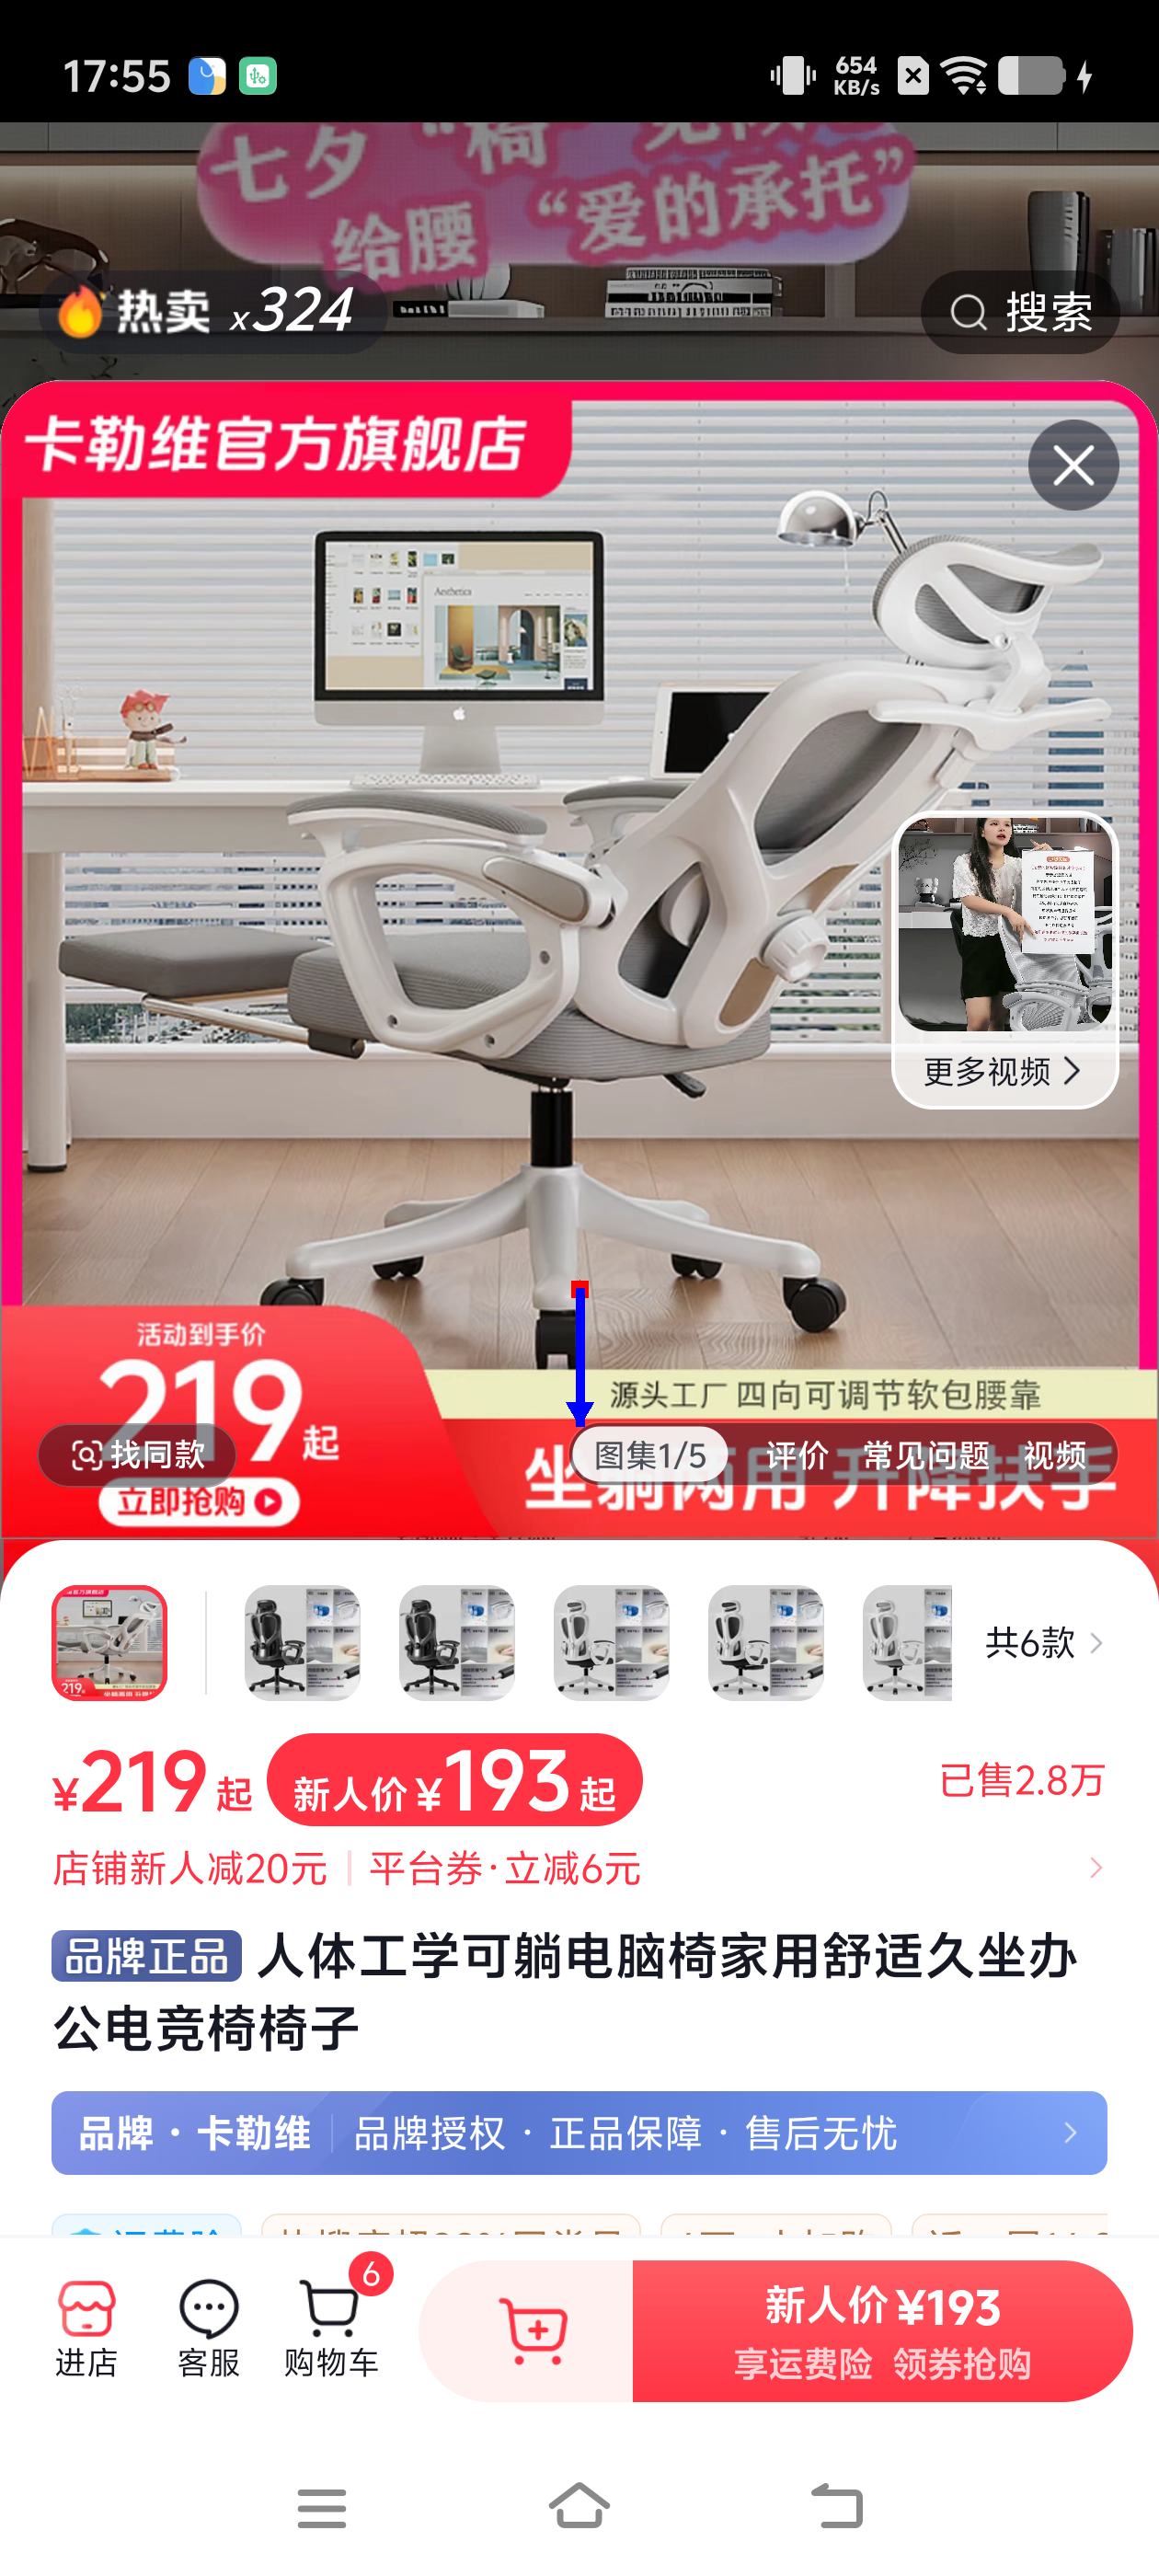 17:55
654
KB/s
七夕 “椅
给腰 “爱的承托”
热卖 x324
搜索
卡勒维官方旗舰店
Aesthetics
更多视频
活动到手价
219起
源头工厂 四向可调节软包腰靠
找同款
图集1/5 评价 常见问题 视频
立即抢购
坐躺两用 升降扶手
219
共6款
¥219起 新人价¥193起
已售2.8万
店铺新人减20元 平台券·立减6元
品牌正品 人体工学可躺电脑椅家用舒适久坐办
公电竞椅椅子
品牌·卡勒维 品牌授权·正品保障·售后无忧
6
新人价¥193
进店 客服 购物车
享运费险 领券抢购